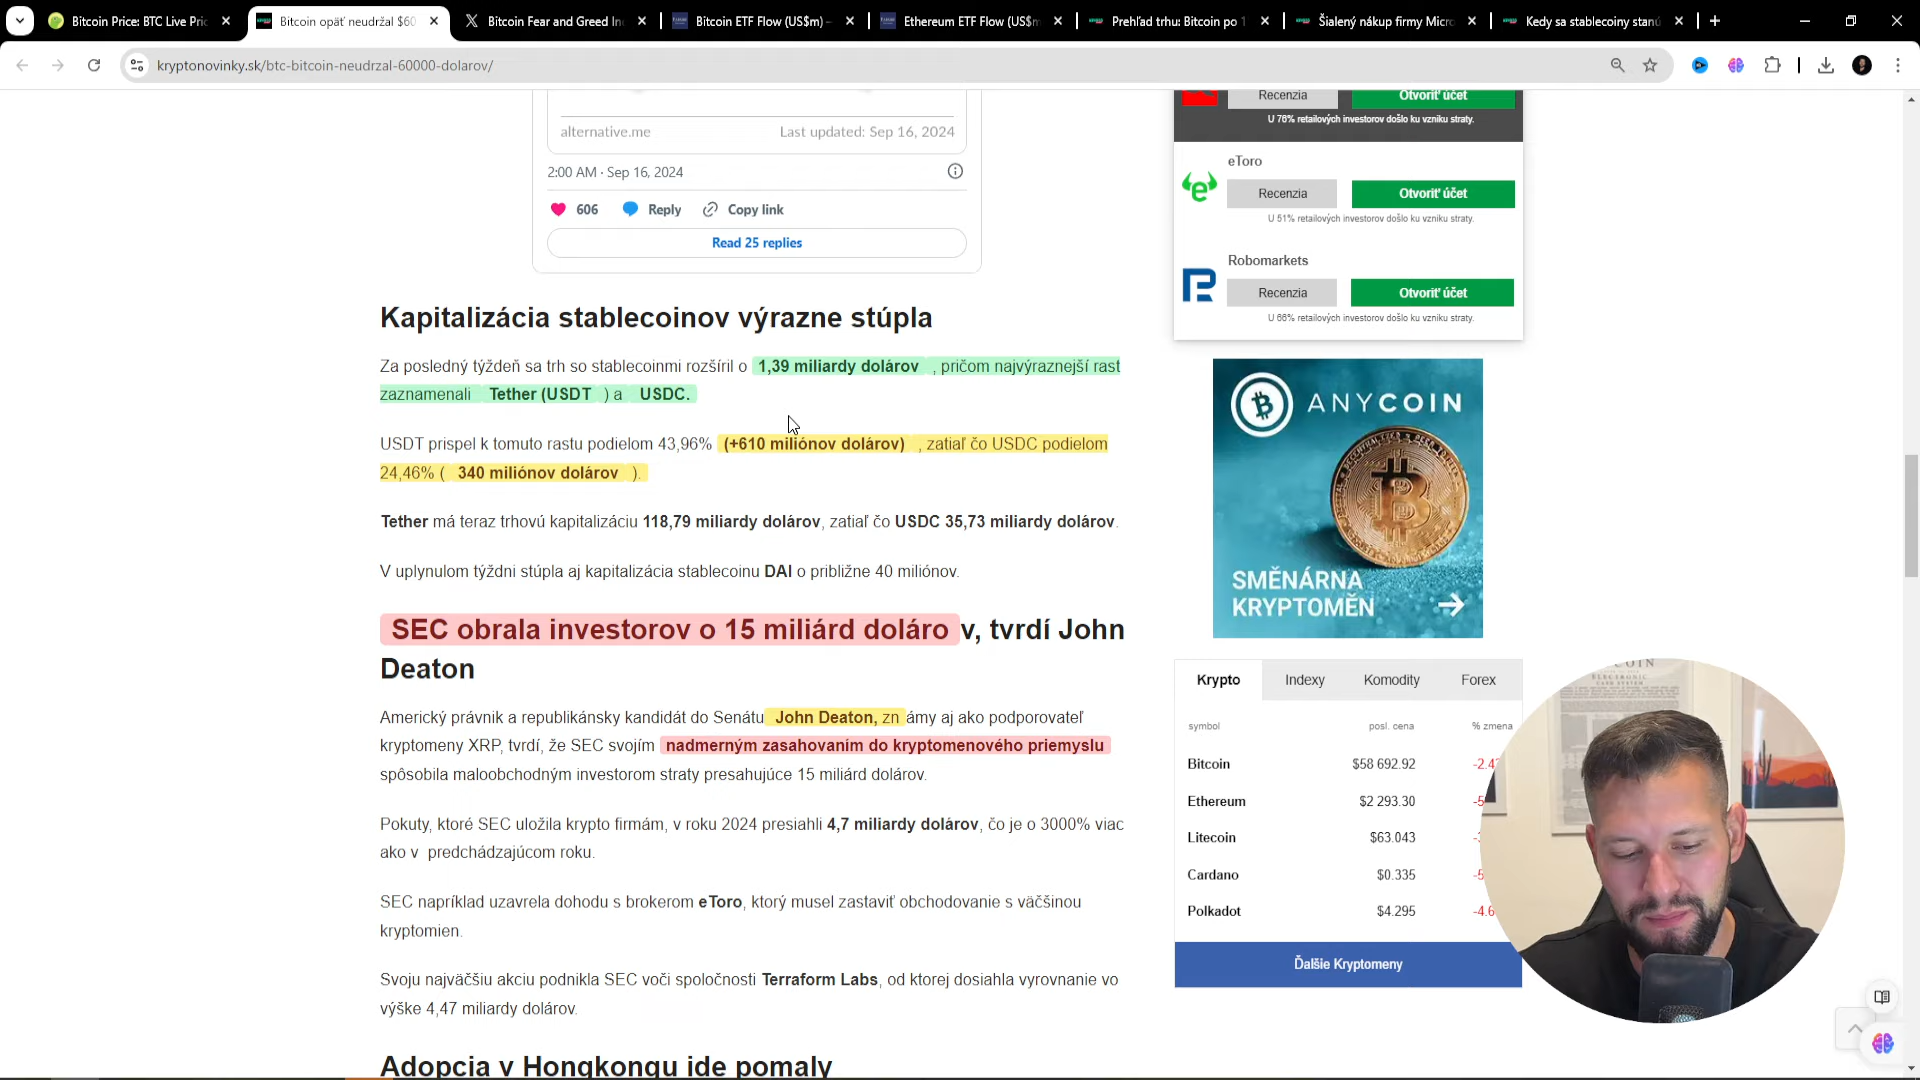 Bitcoin Price: BTC Live Pric
Bitcoin opäť neudržal $60
Bitcoin Fear and Greed In
Bitcoin ETF Flow (US$m) –
Ethereum ETF Flow (US$m
Prehľad trhu: Bitcoin po 1
Šialený nákup firmy Micr
Kedy sa stablecoiny stanú
kryptonovinky.sk/btc-bitcoin-neudrzal-60000-dolarov/
alternative.me
Last updated: Sep 16, 2024
2:00 AM · Sep 16, 2024
606
Reply
Copy link
Read 25 replies
Kapitalizácia stablecoinov výrazne stúpla
Za posledný týždeň sa trh so stablecoinmi rozšíril o 1,39 miliardy dolárov , pričom najvýraznejší rast
zaznamenali Tether (USDT ) a USDC.
USDT prispel k tomuto rastu podielom 43,96% (+610 miliónov dolárov) , zatiaľ čo USDC podielom
24,46% ( 340 miliónov dolárov ).
Tether má teraz trhovú kapitalizáciu 118,79 miliardy dolárov, zatiaľ čo USDC 35,73 miliardy dolárov.
V uplynulom týždni stúpla aj kapitalizácia stablecoinu DAI o približne 40 miliónov.
SEC obrala investorov o 15 miliárd doláro v, tvrdí John
Deaton
Americký právnik a republikánsky kandidát do Senátu John Deaton, zn ámy aj ako podporovateľ
kryptomeny XRP, tvrdí, že SEC svojím nadmerným zasahovaním do kryptomenového priemyslu
spôsobila maloobchodným investorom straty presahujúce 15 miliárd dolárov.
Pokuty, ktoré SEC uložila krypto firmám, v roku 2024 presiahli 4,7 miliardy dolárov, čo je o 3000% viac
ako v predchádzajúcom roku.
SEC napríklad uzavrela dohodu s brokerom eToro, ktorý musel zastaviť obchodovanie s väčšinou
kryptomien.
Svoju najväčšiu akciu podnikla SEC voči spoločnosti Terraform Labs, od ktorej dosiahla vyrovnanie vo
výške 4,47 miliardy dolárov.
Adopcia v Hongkongu ide pomaly
Recenzia
Otvoriť účet
U 76% retailových investorov došlo ku vzniku straty.
eToro
Recenzia
Otvoriť účet
U 51% retailových investorov došlo ku vzniku straty.
Robomarkets
Recenzia
Otvoriť účet
U 66% retailových investorov došlo ku vzniku straty.
ANYCOIN
SMĚNÁRNA
KRYPTOMĚN
Krypto Indexy Komodity Forex
symbol posl. cena % zmena
Bitcoin $58 692.92 -2.4
Ethereum $2 293.30 -5
Litecoin $63.043
Cardano $0.335 -5
Polkadot $4.295 -4.6
Ďalšie Kryptomeny